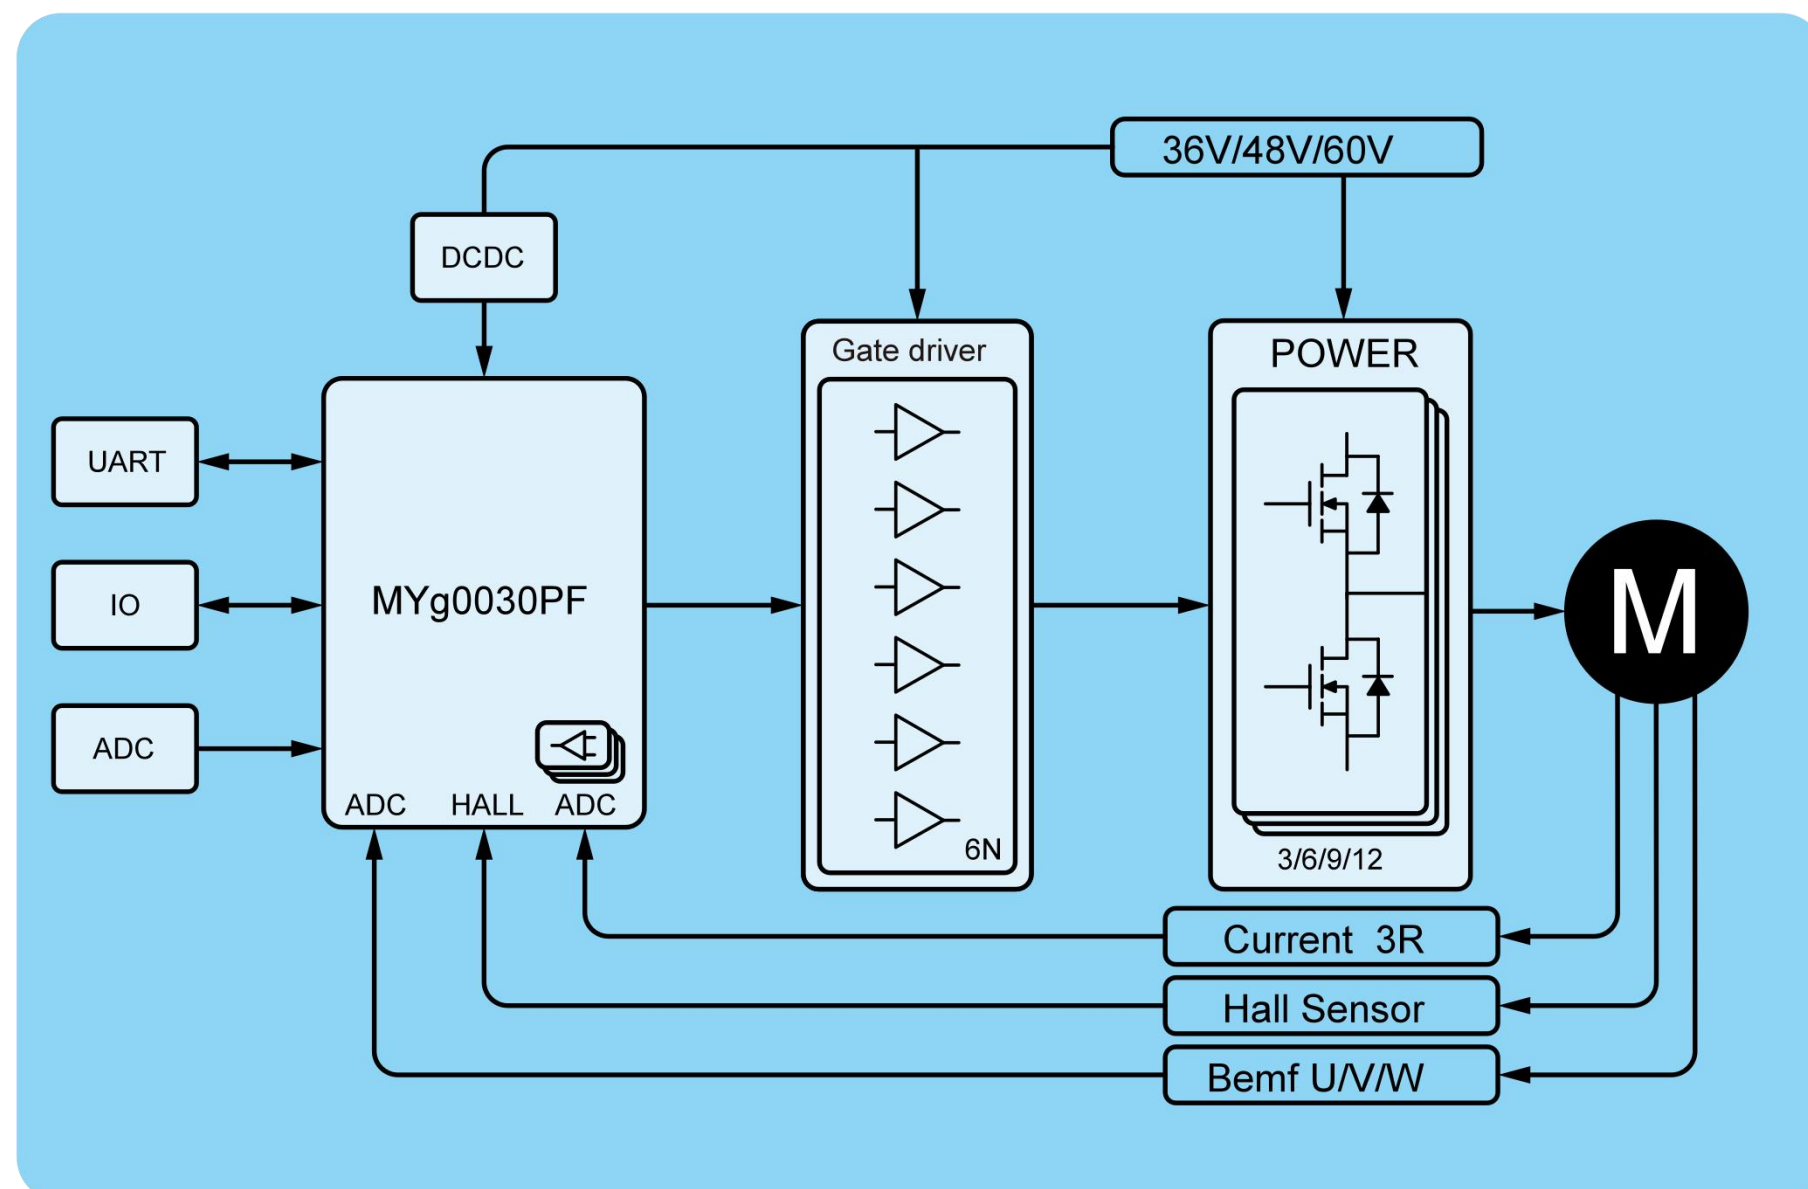 36V/48V/60V
DCDC
Gate driver
POWER
UART
IO
ADC
MYg0030PF
ADC HALL ADC
6N
3/6/9/12
M
Current 3R
Hall Sensor
Bemf U/V/W